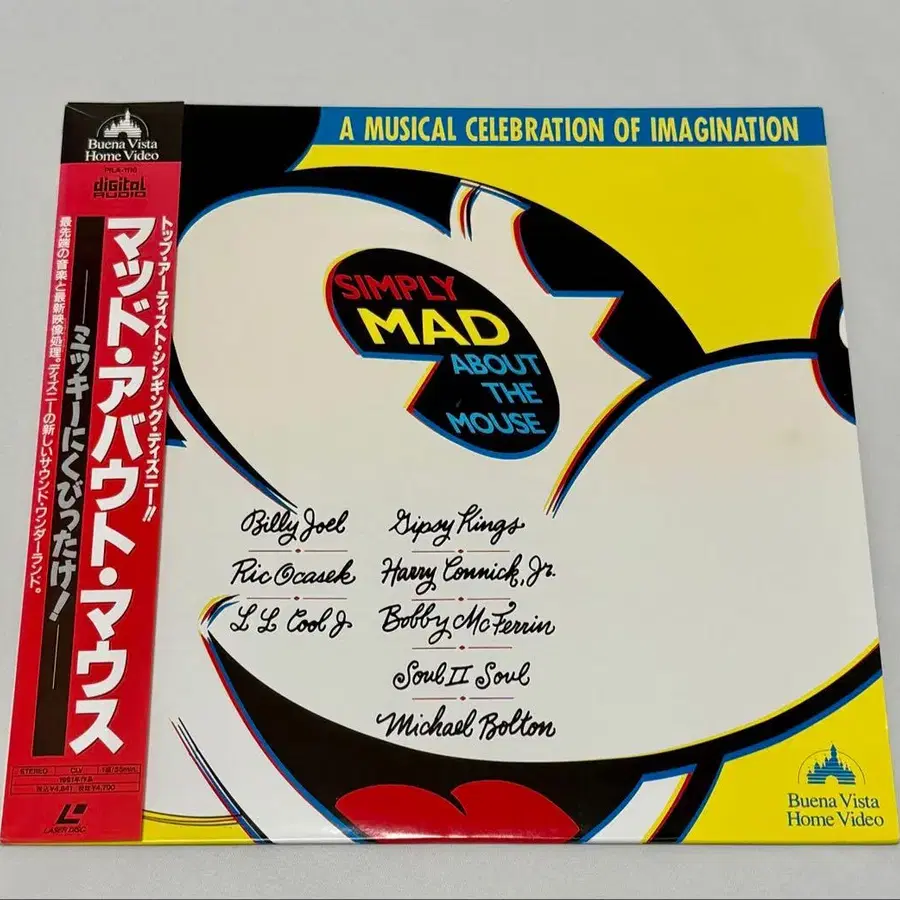 Buena Vista
Home Video
digital
AUDIO
トップ・アーティスト・シンギング・ディズニー!!
マッド・アバウト・マウス
ミッキーにくびったけ!
最先端の音楽と最新映像処理。ディズニーの新しいサウンド・ワンダーランド。
STEREO
CLV
LASER DISC
A MUSICAL CELEBRATION OF IMAGINATION
SIMPLY
MAD
ABOUT
THE
MOUSE
Billy Joel
Ric Ocasek
L L Cool J
Gipsy Kings
Harry Connick, Jr.
Bobby McFerrin
Soul II Soul
Michael Bolton
Buena Vista
Home Video